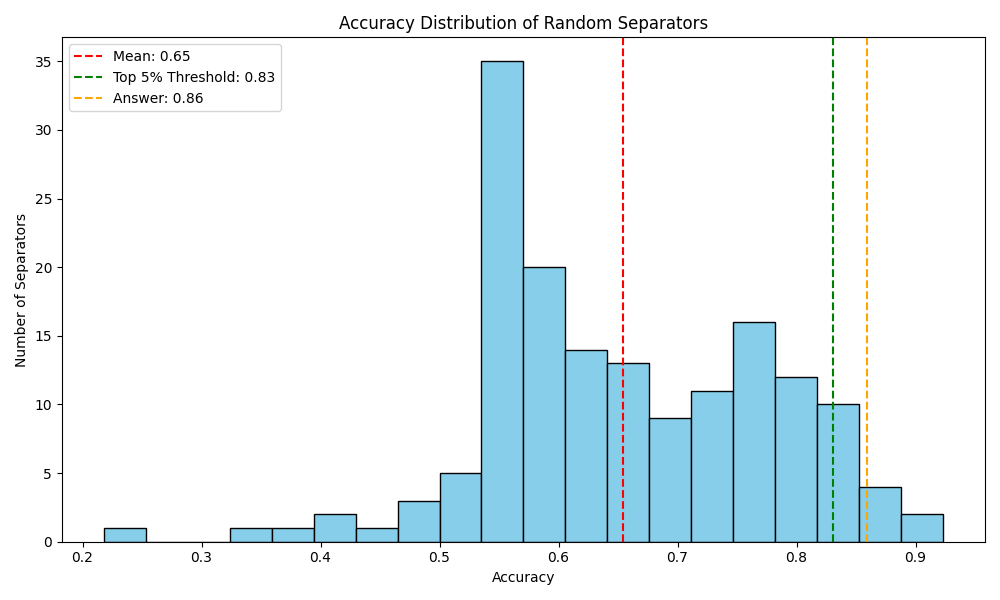 Accuracy Distribution of Random Separators
Mean: 0.65
Top 5% Threshold: 0.83
Answer: 0.86
Number of Separators
35
30
25
20
15
10
5
0
0.2 0.3 0.4 0.5 0.6 0.7 0.8 0.9
Accuracy